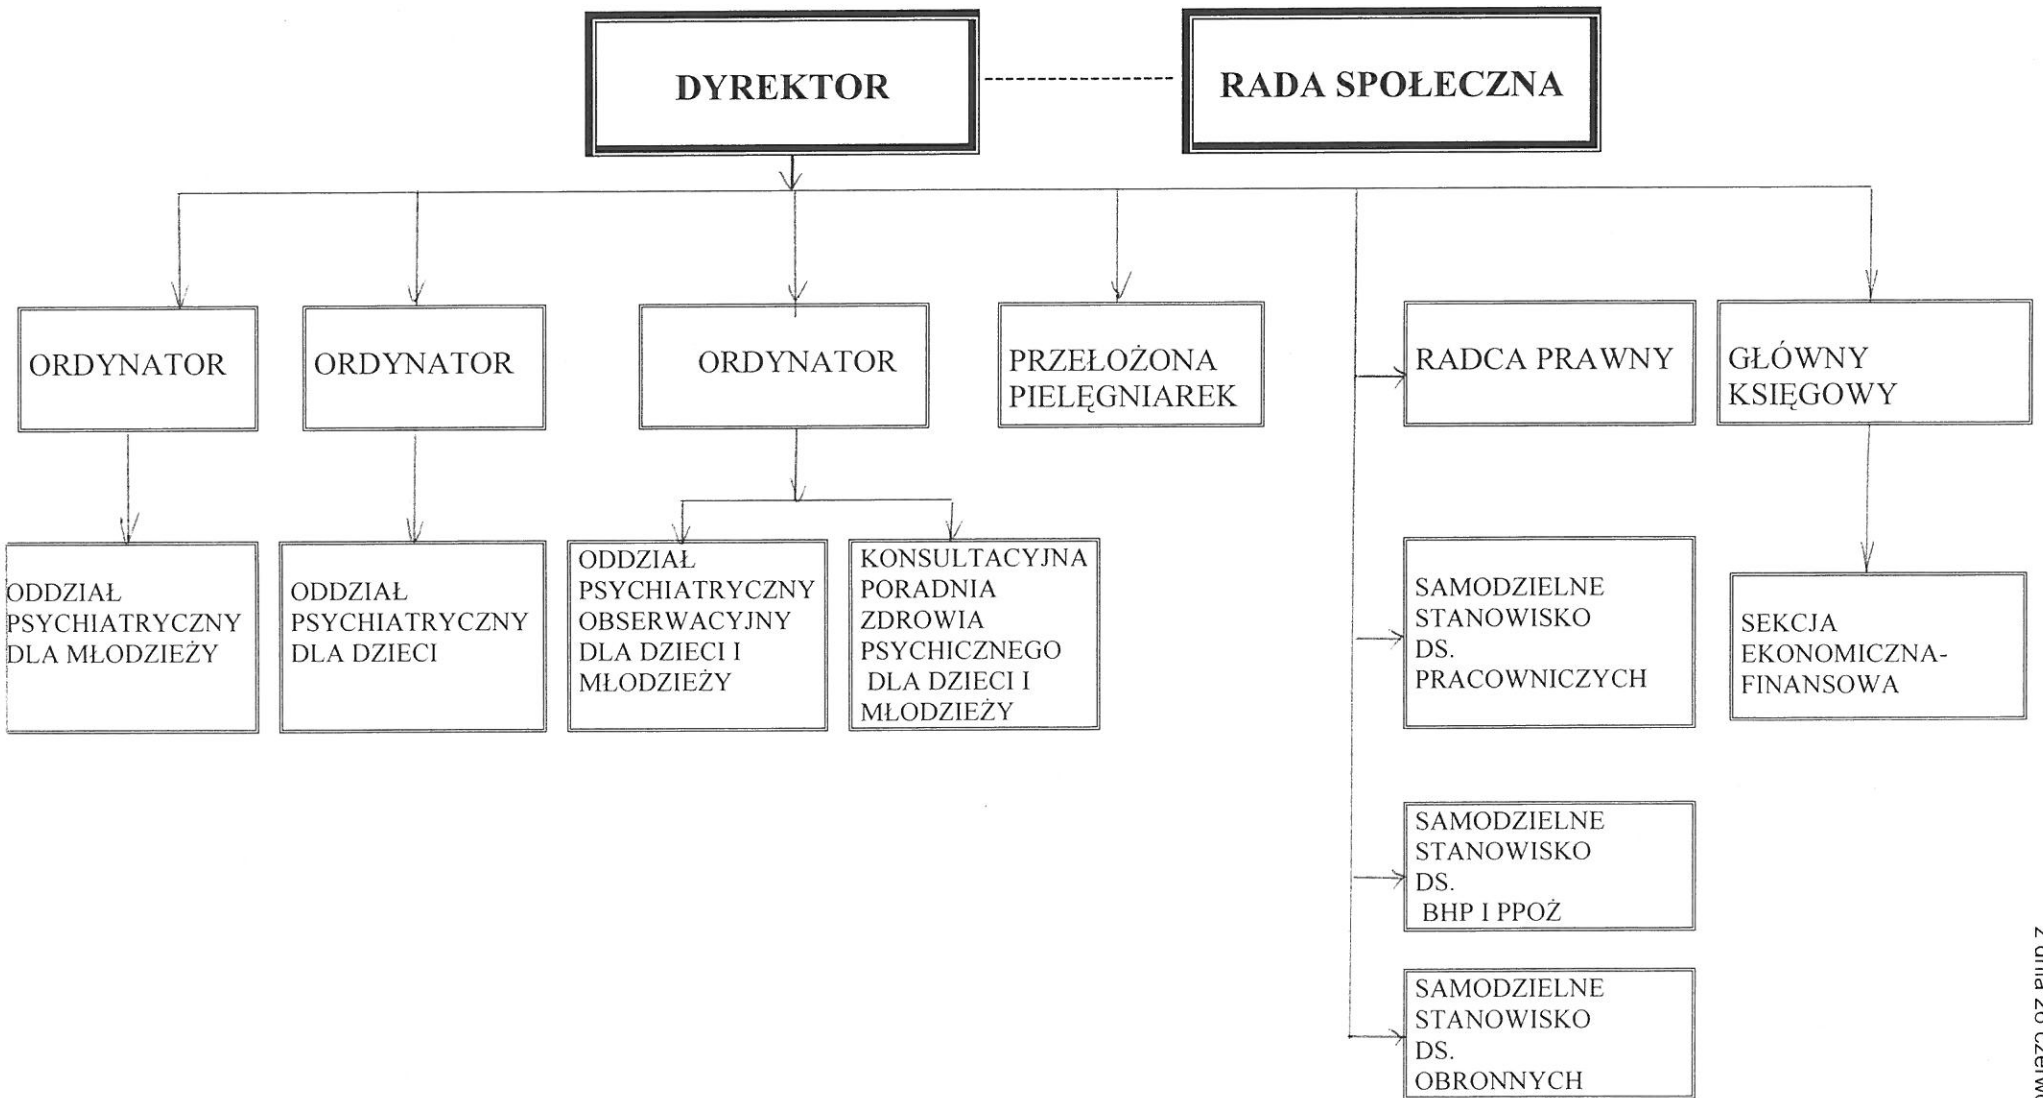 DYREKTOR
RADA SPOŁECZNA
ORDYNATOR
ORDYNATOR
ORDYNATOR
PRZEŁOŻONA
PIELĘGNIAREK
RADCA PRAWNY
GŁÓWNY
KSIĘGOWY
ODDZIAŁ
PSYCHIATRYCZNY
DLA MŁODZIEŻY
ODDZIAŁ
PSYCHIATRYCZNY
DLA DZIECI
ODDZIAŁ
PSYCHIATRYCZNY
OBSERWACYJNY
DLA DZIECI I
MŁODZIEŻY
KONSULTACYJNA
PORADNIA
ZDROWIA
PSYCHICZNEGO
DLA DZIECI I
MŁODZIEŻY
SAMODZIELNE
STANOWISKO
DS.
PRACOWNICZYCH
SEKCJA
EKONOMICZNA-
FINANSOWA
SAMODZIELNE
STANOWISKO
DS.
BHP I PPOŻ
SAMODZIELNE
STANOWISKO
DS.
OBRONNYCH